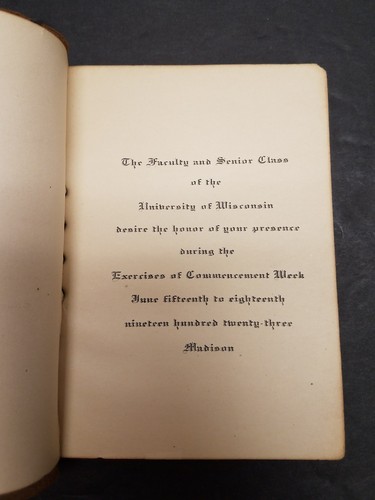 The Faculty and Senior Class
of the
University of Wisconsin
desire the honor of your presence
during the
Exercises of Commencement Week
June fifteenth to eighteenth
nineteen hundred twenty-three
Madison